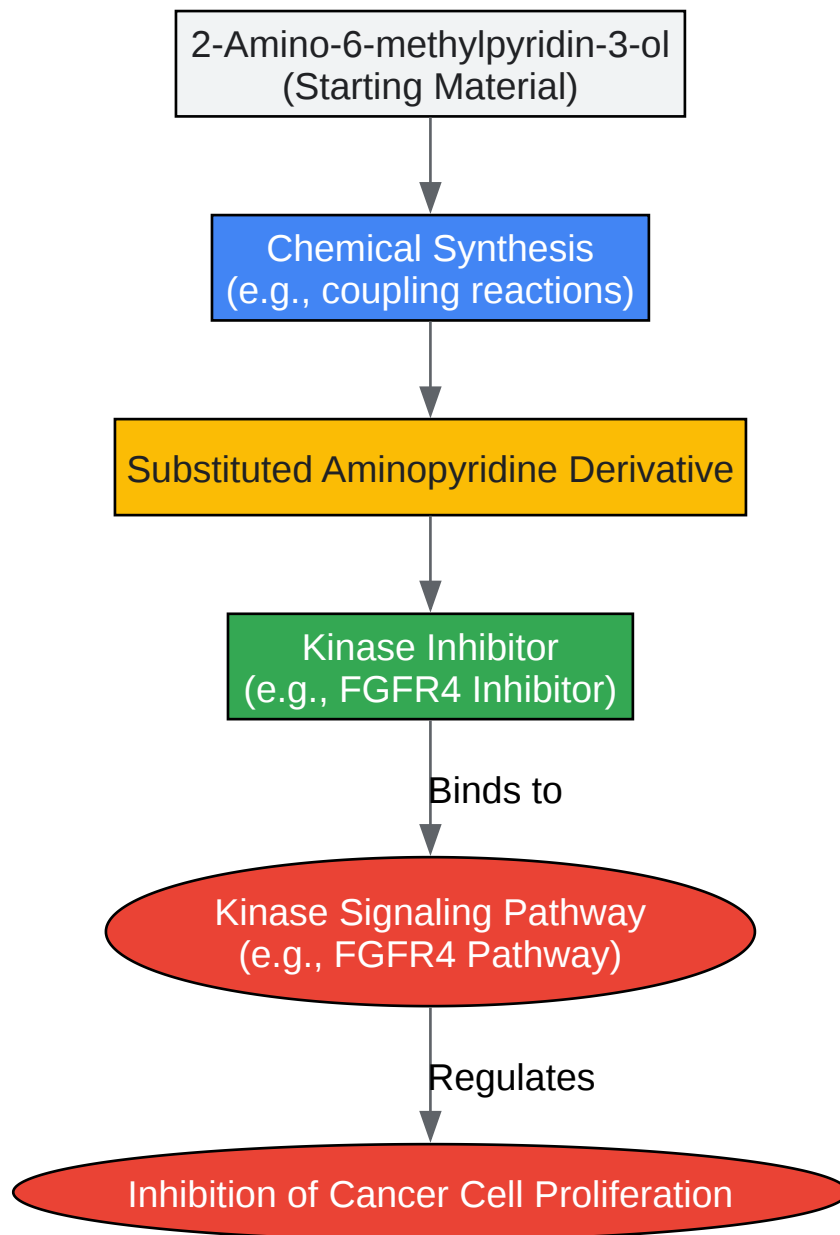 2-Amino-6-methylpyridin-3-ol
(Starting Material)
Chemical Synthesis
(e.g., coupling reactions)
Substituted Aminopyridine Derivative
Kinase Inhibitor
(e.g., FGFR4 Inhibitor)
Binds to
Kinase Signaling Pathway
(e.g., FGFR4 Pathway)
Regulates
Inhibition of Cancer Cell Proliferation